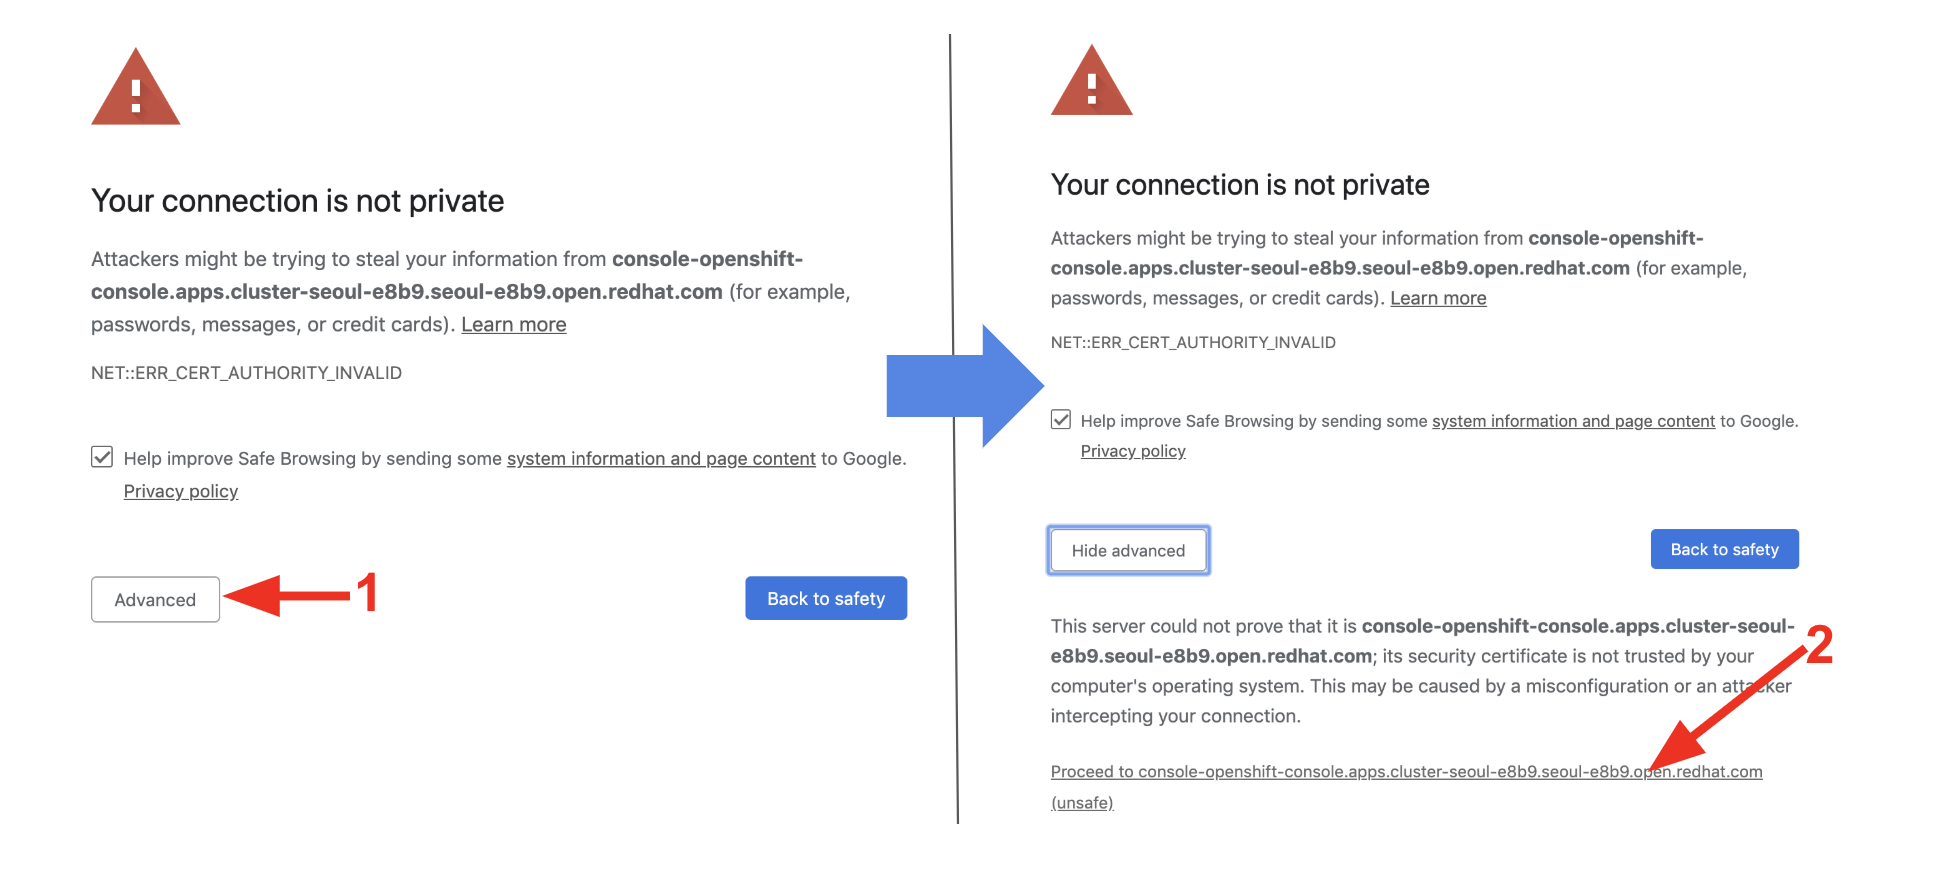 Your connection is not private
Attackers might be trying to steal your information from console-openshift-
console.apps.cluster-seoul-e8b9.seoul-e8b9.open.redhat.com (for example,
passwords, messages, or credit cards). Learn more
NET::ERR_CERT_AUTHORITY_INVALID
Help improve Safe Browsing by sending some system information and page content to Google.
Privacy policy
Advanced
1
Back to safety
Your connection is not private
Attackers might be trying to steal your information from console-openshift-
console.apps.cluster-seoul-e8b9.seoul-e8b9.open.redhat.com (for example,
passwords, messages, or credit cards). Learn more
NET::ERR_CERT_AUTHORITY_INVALID
Help improve Safe Browsing by sending some system information and page content to Google.
Privacy policy
Hide advanced
Back to safety
This server could not prove that it is console-openshift-console.apps.cluster-seoul-
e8b9.seoul-e8b9.open.redhat.com; its security certificate is not trusted by your
computer's operating system. This may be caused by a misconfiguration or an attacker
intercepting your connection.
2
Proceed to console-openshift-console.apps.cluster-seoul-e8b9.seoul-e8b9.open.redhat.com
(unsafe)